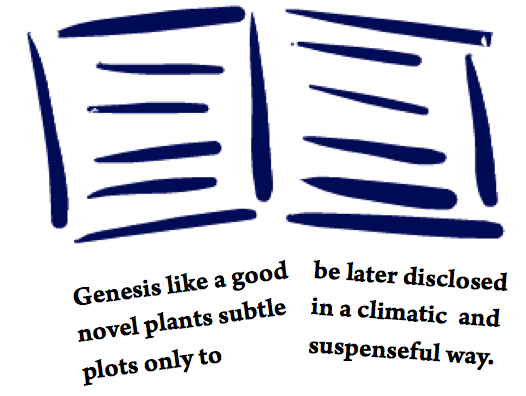 Genesis like a good
novel plants subtle
plots only to
be later disclosed
in a climatic and
suspenseful way.